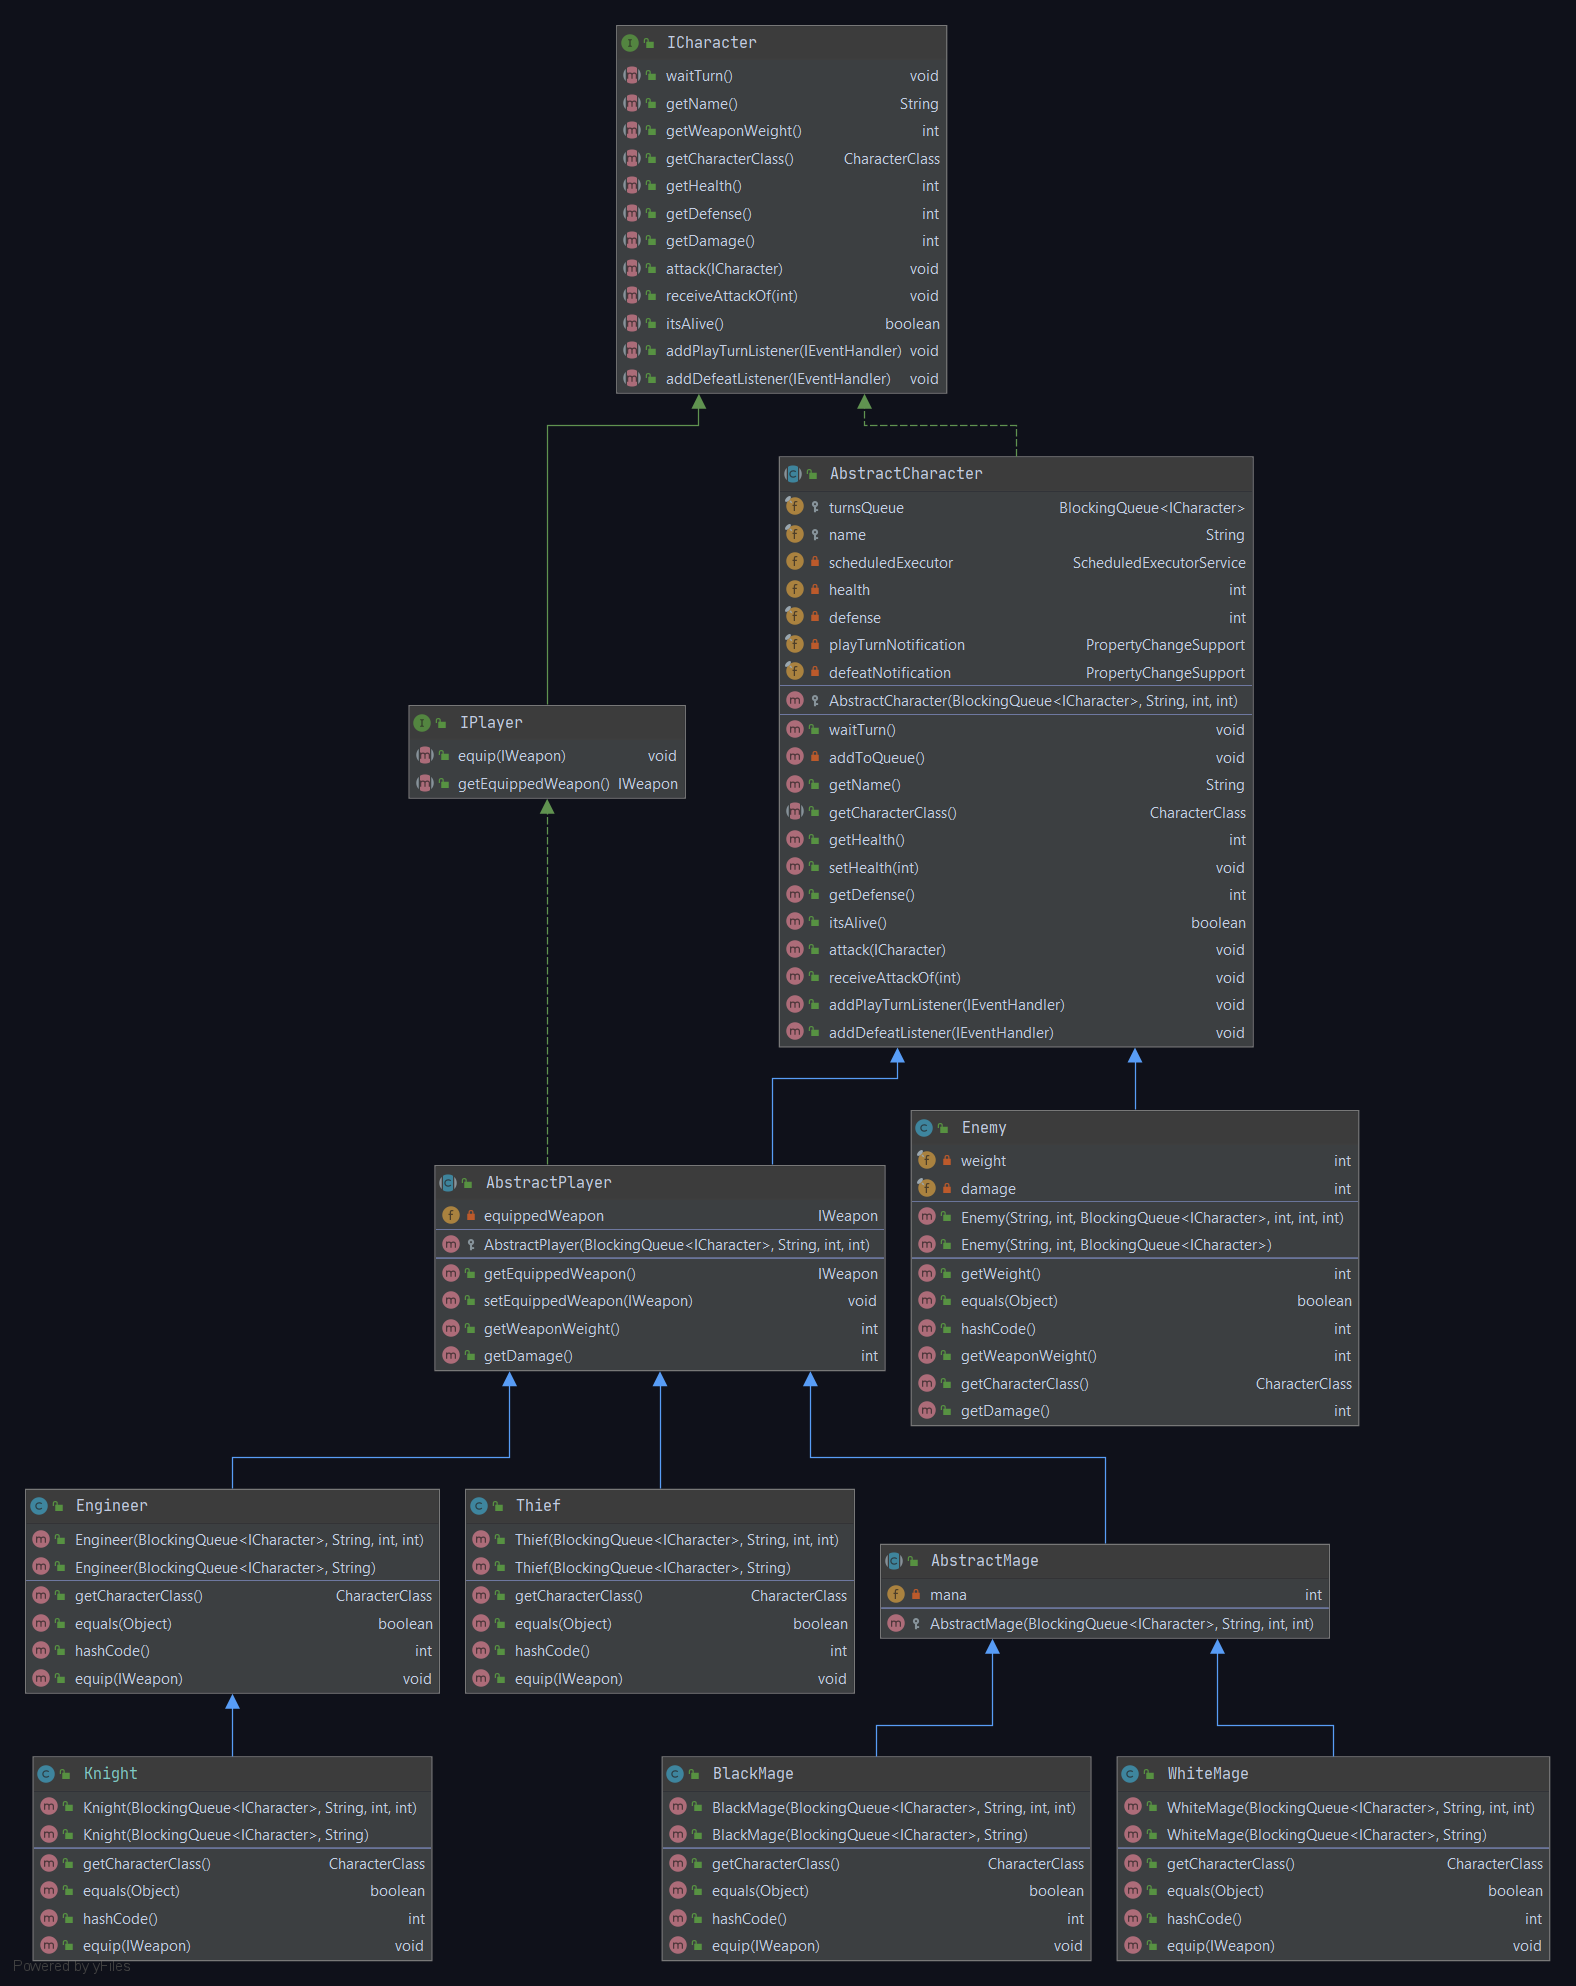 ICharacter
waitTurn() void
getName() String
getWeaponWeight() int
getCharacterClass() CharacterClass
getHealth() int
getDefense() int
getDamage() int
attack(ICharacter) void
receiveAttackOf(int) void
itsAlive() boolean
addPlayTurnListener(IEventHandler) void
addDefeatListener(IEventHandler) void
AbstractCharacter
turnsQueue BlockingQueue<ICharacter>
name String
scheduledExecutor ScheduledExecutorService
health int
defense int
playTurnNotification PropertyChangeSupport
defeatNotification PropertyChangeSupport
AbstractCharacter(BlockingQueue<ICharacter>, String, int, int)
waitTurn() void
addToQueue() void
getName() String
getCharacterClass() CharacterClass
getHealth() int
setHealth(int) void
getDefense() int
itsAlive() boolean
attack(ICharacter) void
receiveAttackOf(int) void
addPlayTurnListener(IEventHandler) void
addDefeatListener(IEventHandler) void
IPlayer
equip(IWeapon) void
getEquippedWeapon() IWeapon
Enemy
weight int
damage int
Enemy(String, int, BlockingQueue<ICharacter>, int, int, int)
Enemy(String, int, BlockingQueue<ICharacter>)
getWeight() int
equals(Object) boolean
hashCode() int
getWeaponWeight() int
getCharacterClass() CharacterClass
getDamage() int
AbstractPlayer
equippedWeapon IWeapon
AbstractPlayer(BlockingQueue<ICharacter>, String, int, int)
getEquippedWeapon() IWeapon
setEquippedWeapon(IWeapon) void
getWeaponWeight() int
getDamage() int
Engineer
Engineer(BlockingQueue<ICharacter>, String, int, int)
Engineer(BlockingQueue<ICharacter>, String)
getCharacterClass() CharacterClass
equals(Object) boolean
hashCode() int
equip(IWeapon) void
Thief
Thief(BlockingQueue<ICharacter>, String, int, int)
Thief(BlockingQueue<ICharacter>, String)
getCharacterClass() CharacterClass
equals(Object) boolean
hashCode() int
equip(IWeapon) void
AbstractMage
mana int
AbstractMage(BlockingQueue<ICharacter>, String, int, int)
Knight
Knight(BlockingQueue<ICharacter>, String, int, int)
Knight(BlockingQueue<ICharacter>, String)
getCharacterClass() CharacterClass
equals(Object) boolean
hashCode() int
equip(IWeapon) void
BlackMage
BlackMage(BlockingQueue<ICharacter>, String, int, int)
BlackMage(BlockingQueue<ICharacter>, String)
getCharacterClass() CharacterClass
equals(Object) boolean
hashCode() int
equip(IWeapon) void
WhiteMage
WhiteMage(BlockingQueue<ICharacter>, String, int, int)
WhiteMage(BlockingQueue<ICharacter>, String)
getCharacterClass() CharacterClass
equals(Object) boolean
hashCode() int
equip(IWeapon) void
Powered by yFiles